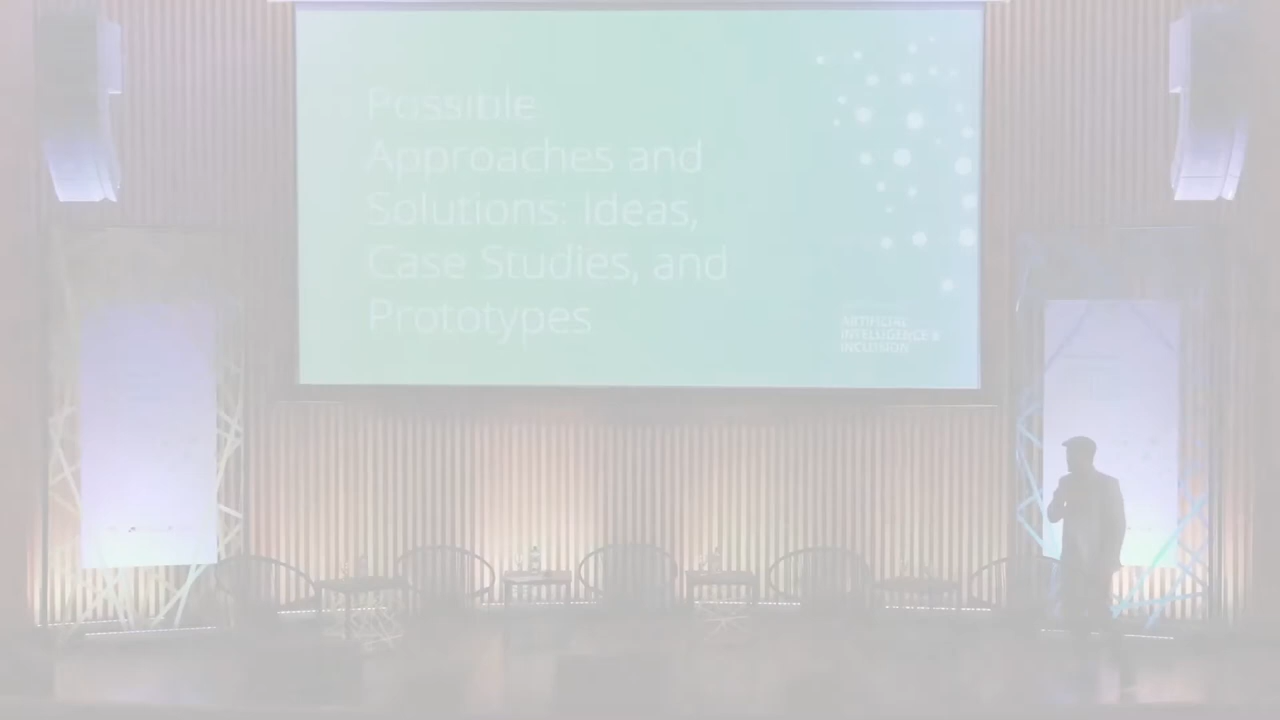 Possible
Approaches and
Solutions: Ideas,
Case Studies, and
Prototypes
ARTIFICIAL
INTELLIGENCE &
INCLUSION